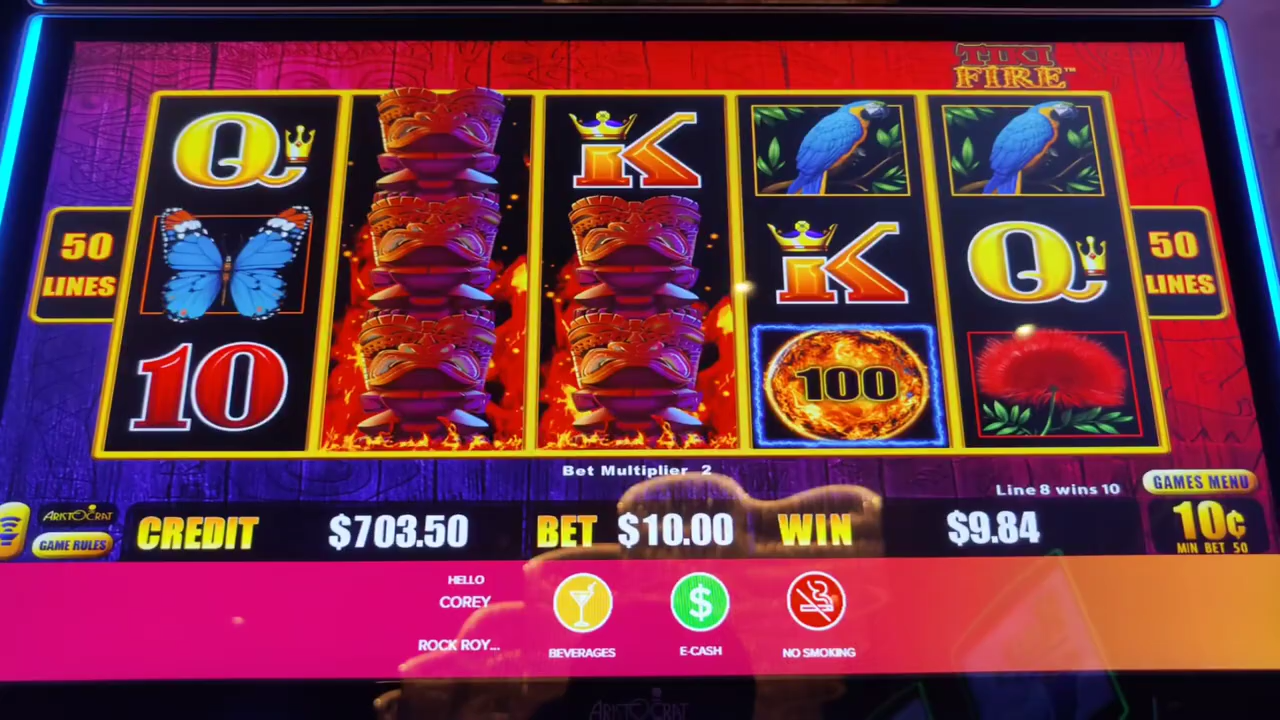 TIKI
FIRE™
Q K
50
LINES
K Q
50
LINES
10 100
Bet Multiplier 2
Line 8 wins 10
GAMES MENU
ARISTOCRAT
GAME RULES
CREDIT $703.50 BET $10.00 WIN $9.84
10¢
MIN BET 50
HELLO
COREY
ROCK ROY...
BEVERAGES
E-CASH
NO SMOKING
ARISTOCRAT